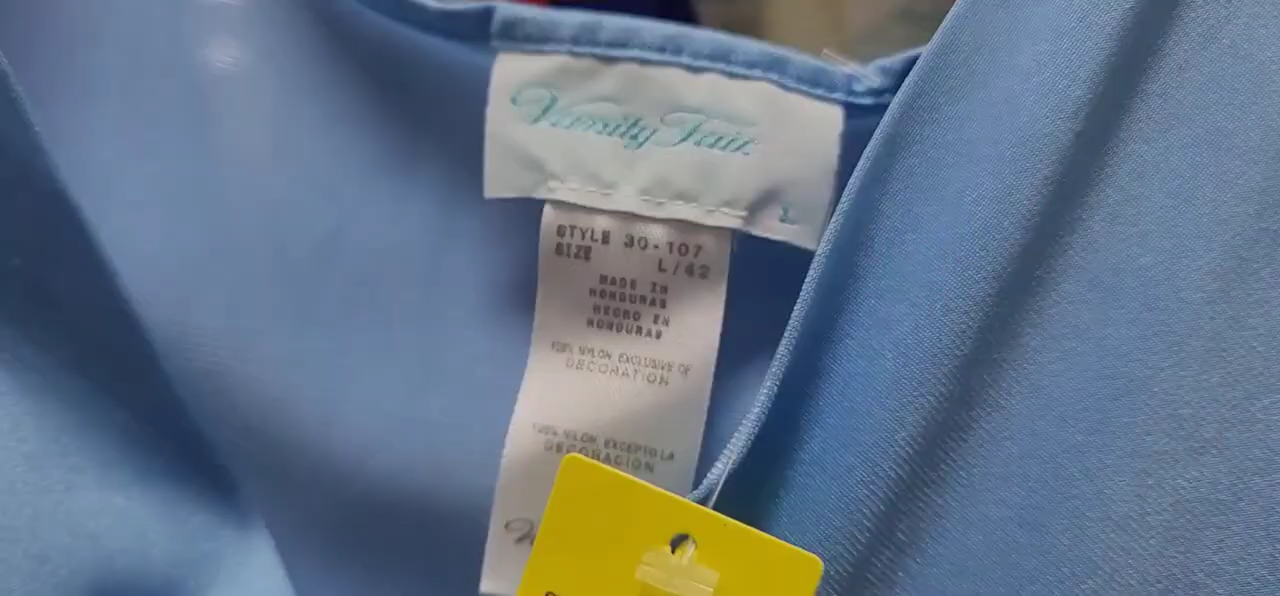 Vanity Fair
L
STYLE 30-107
SIZE L/42
MADE IN
HONDURAS
HECHO EN
HONDURAS
100% NYLON EXCLUSIVE OF
DECORATION
100% NYLON EXCEPTO LA
DECORACION